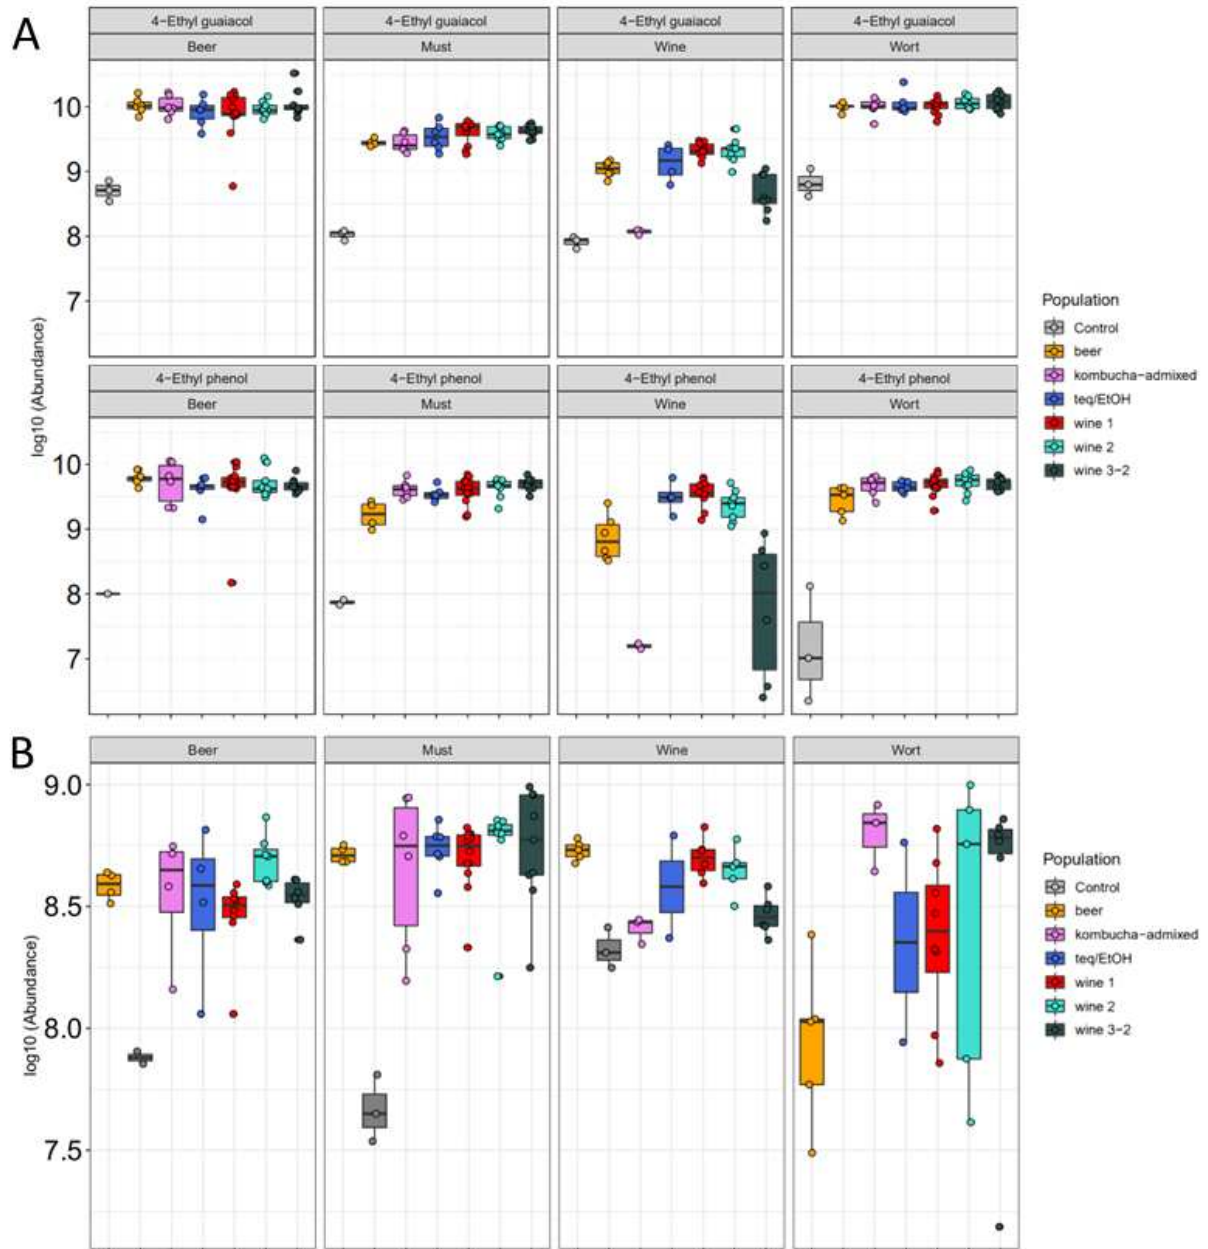 A
4−Ethyl guaiacol 4−Ethyl guaiacol 4−Ethyl guaiacol 4−Ethyl guaiacol
Beer Must Wine Wort
10
9
8
7
log10 (Abundance)
4−Ethyl phenol 4−Ethyl phenol 4−Ethyl phenol 4−Ethyl phenol
Beer Must Wine Wort
10
9
8
7
Population
Control
beer
kombucha−admixed
teq/EtOH
wine 1
wine 2
wine 3−2
B
Beer Must Wine Wort
9.0
8.5
8.0
7.5
log10 (Abundance)
Population
Control
beer
kombucha−admixed
teq/EtOH
wine 1
wine 2
wine 3−2